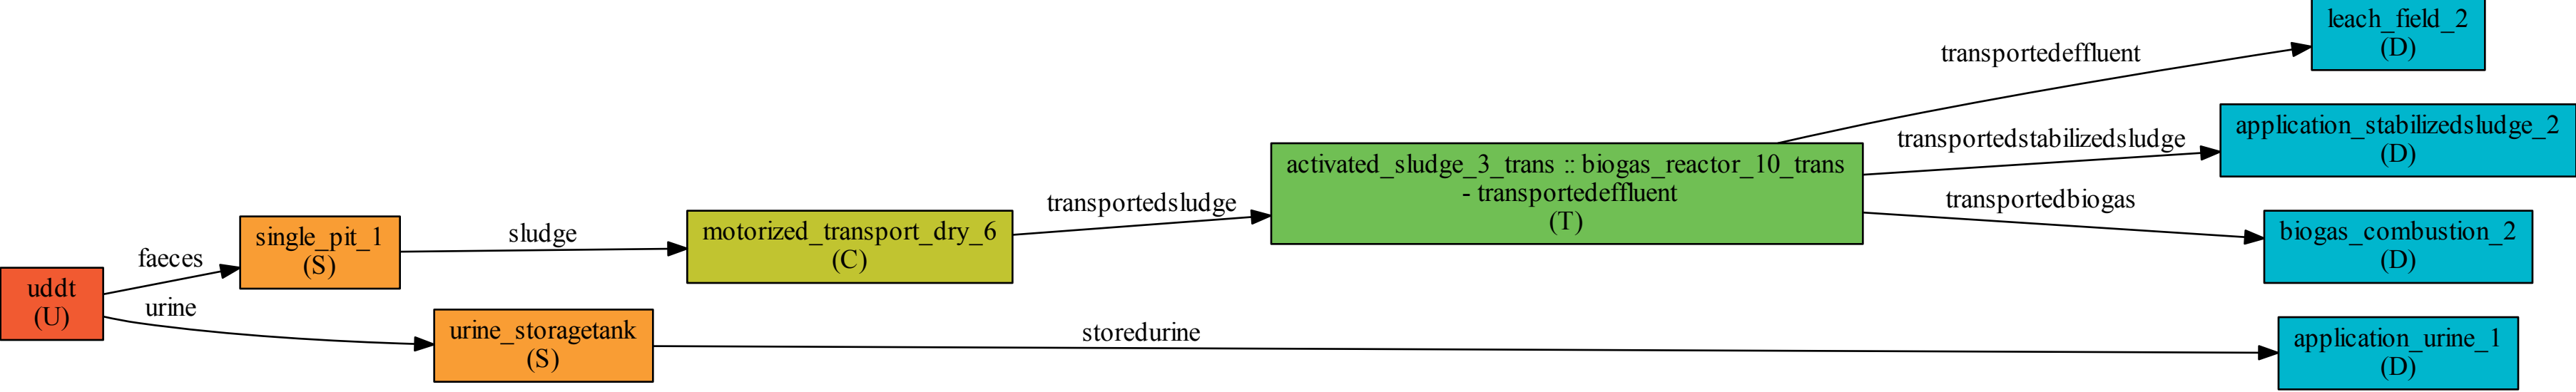 uddt
(U)
faeces
urine
single_pit_1
(S)
urine_storagetank
(S)
sludge
storedurine
motorized_transport_dry_6
(C)
transportedsludge
activated_sludge_3_trans :: biogas_reactor_10_trans
- transportedeffluent
(T)
transportedeffluent
transportedstabilizedsludge
transportedbiogas
leach_field_2
(D)
application_stabilizedsludge_2
(D)
biogas_combustion_2
(D)
application_urine_1
(D)